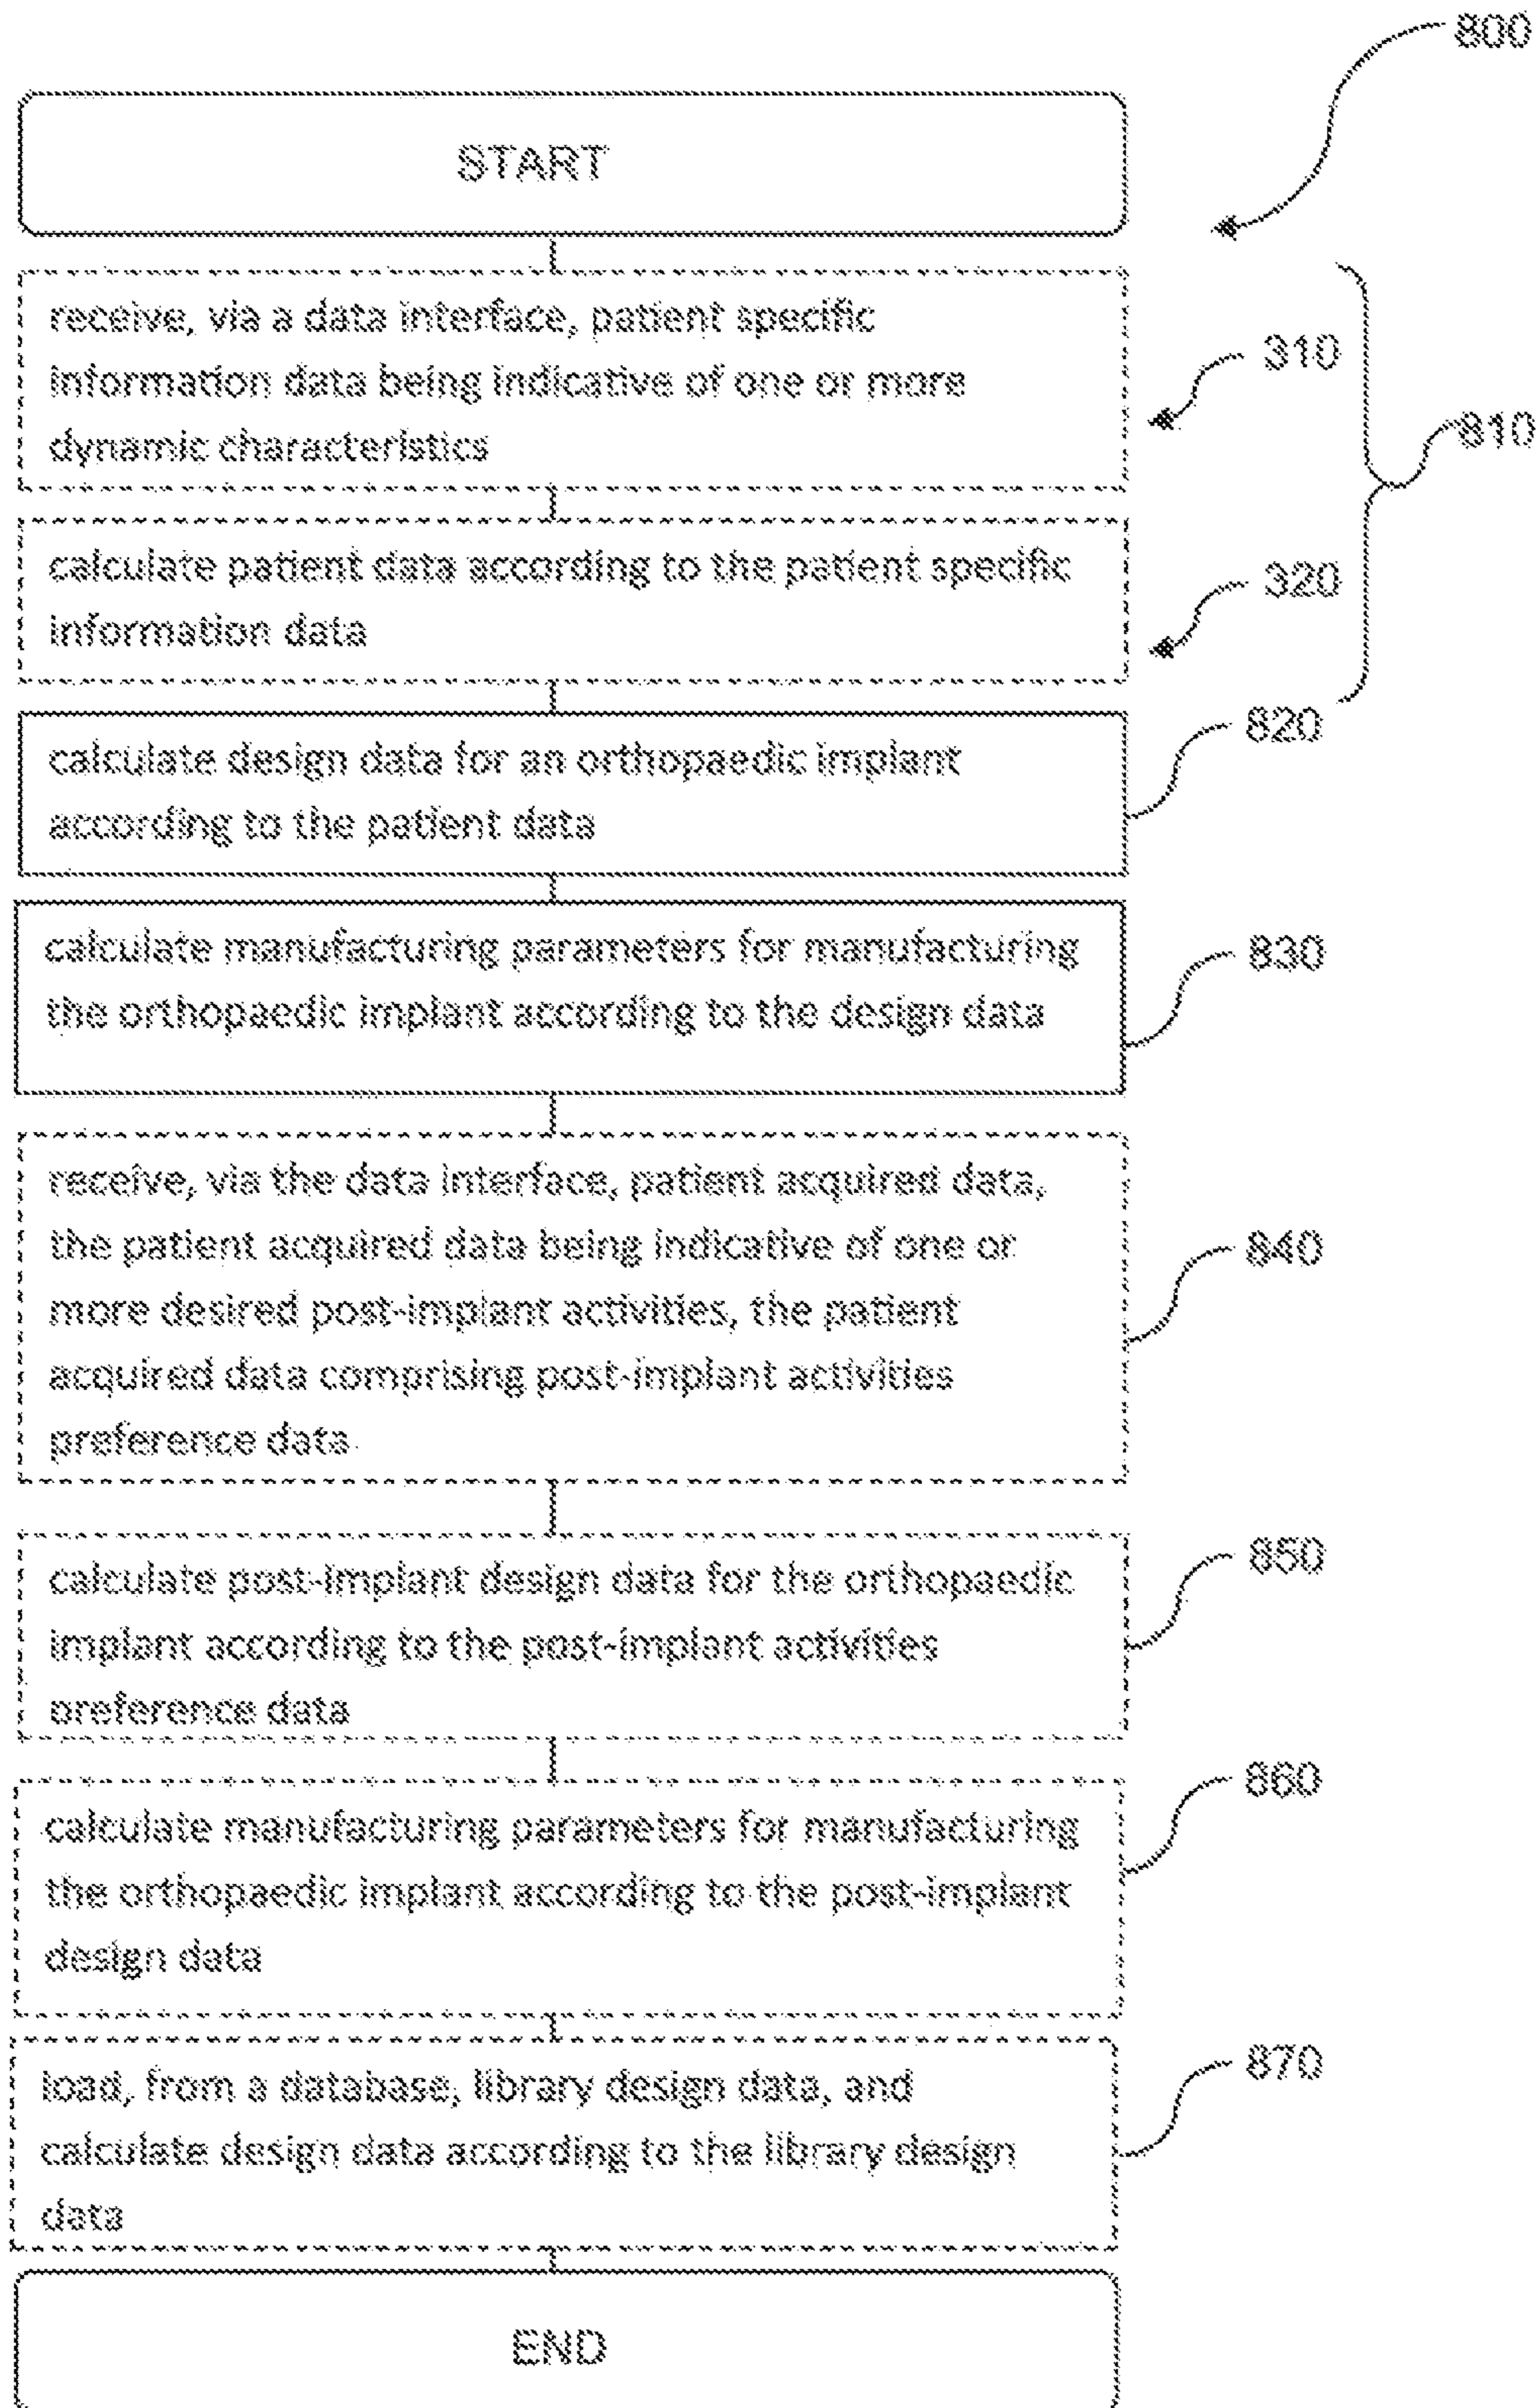 800
START
receive, via a data interface, patient specific
information data being indicative of one or more
dynamic characteristics
310
810
calculate patient data according to the patient specific
information data
320
calculate design data for an orthopaedic implant
according to the patient data
820
calculate manufacturing parameters for manufacturing
the orthopaedic implant according to the design data
830
receive, via the data interface, patient acquired data,
the patient acquired data being indicative of one or
more desired post-implant activities, the patient
acquired data comprising post-implant activities
preference data
840
calculate post-implant design data for the orthopaedic
implant according to the post-implant activities
preference data
850
calculate manufacturing parameters for manufacturing
the orthopaedic implant according to the post-implant
design data
860
load, from a database, library design data, and
calculate design data according to the library design
data
870
END